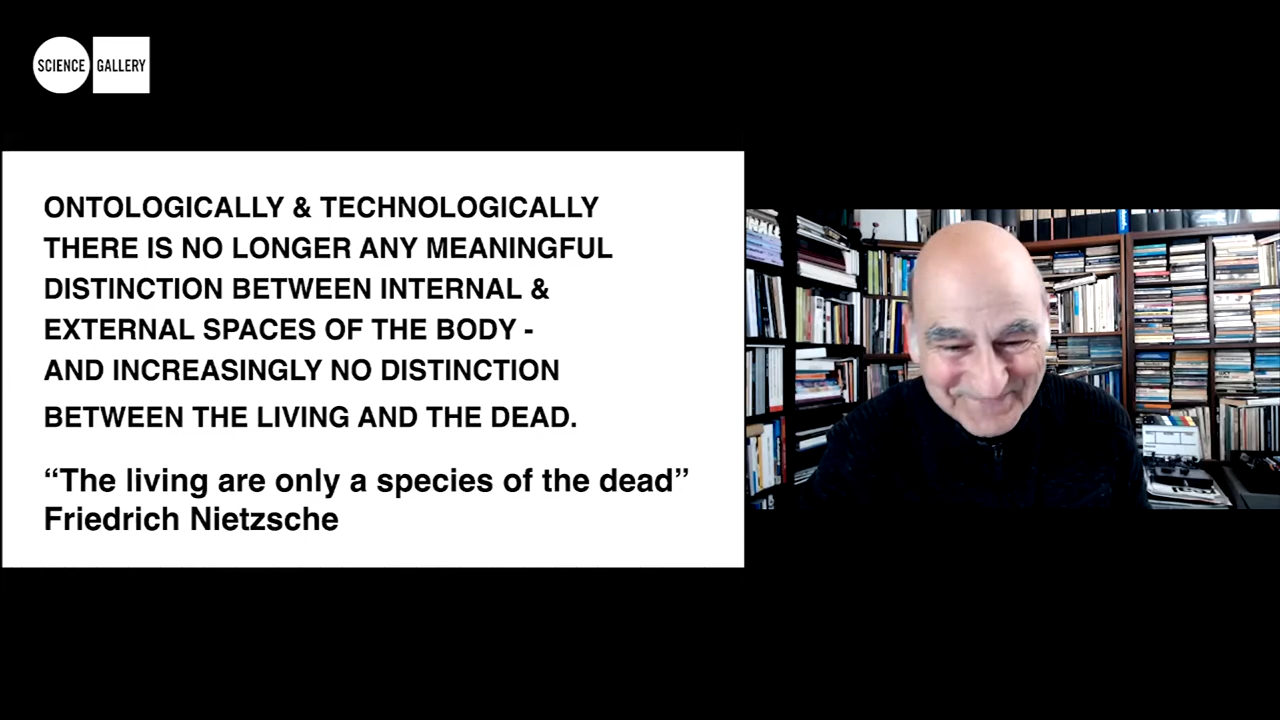 SCIENCE GALLERY
ONTOLOGICALLY & TECHNOLOGICALLY
THERE IS NO LONGER ANY MEANINGFUL
DISTINCTION BETWEEN INTERNAL &
EXTERNAL SPACES OF THE BODY -
AND INCREASINGLY NO DISTINCTION
BETWEEN THE LIVING AND THE DEAD.
“The living are only a species of the dead”
Friedrich Nietzsche